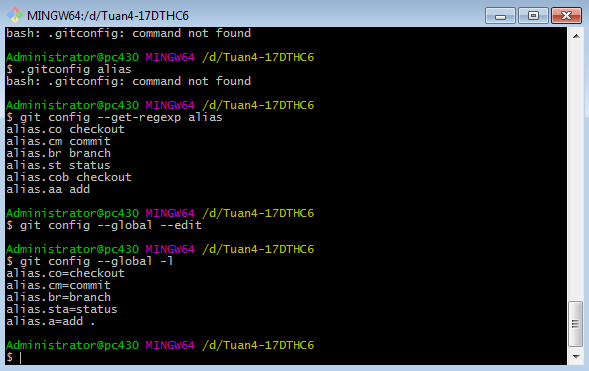 MINGW64:/d/Tuan4-17DTHC6
bash: .gitconfig: command not found
Administrator@pc430 MINGW64 /d/Tuan4-17DTHC6
$ .gitconfig alias
bash: .gitconfig: command not found
Administrator@pc430 MINGW64 /d/Tuan4-17DTHC6
$ git config --get-regexp alias
alias.co checkout
alias.cm commit
alias.br branch
alias.st status
alias.cob checkout
alias.aa add
Administrator@pc430 MINGW64 /d/Tuan4-17DTHC6
$ git config --global --edit
Administrator@pc430 MINGW64 /d/Tuan4-17DTHC6
$ git config --global -l
alias.co=checkout
alias.cm=commit
alias.br=branch
alias.sta=status
alias.a=add .
Administrator@pc430 MINGW64 /d/Tuan4-17DTHC6
$